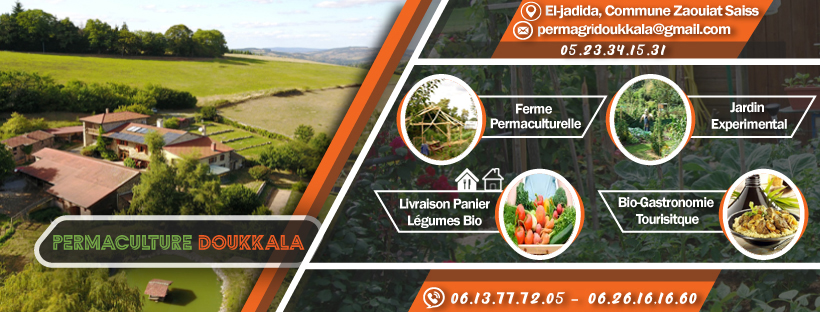 El-jadida, Commune Zaouiat Saiss
permagridoukkala@gmail.com
05.23.34.15.31
Ferme
Permaculturelle
Jardin
Experimental
Livraison Panier
Légumes Bio
Bio-Gastronomie
Tourisitque
PERMACULTURE DOUKKALA
06.13.77.72.05 - 06.26.16.16.60